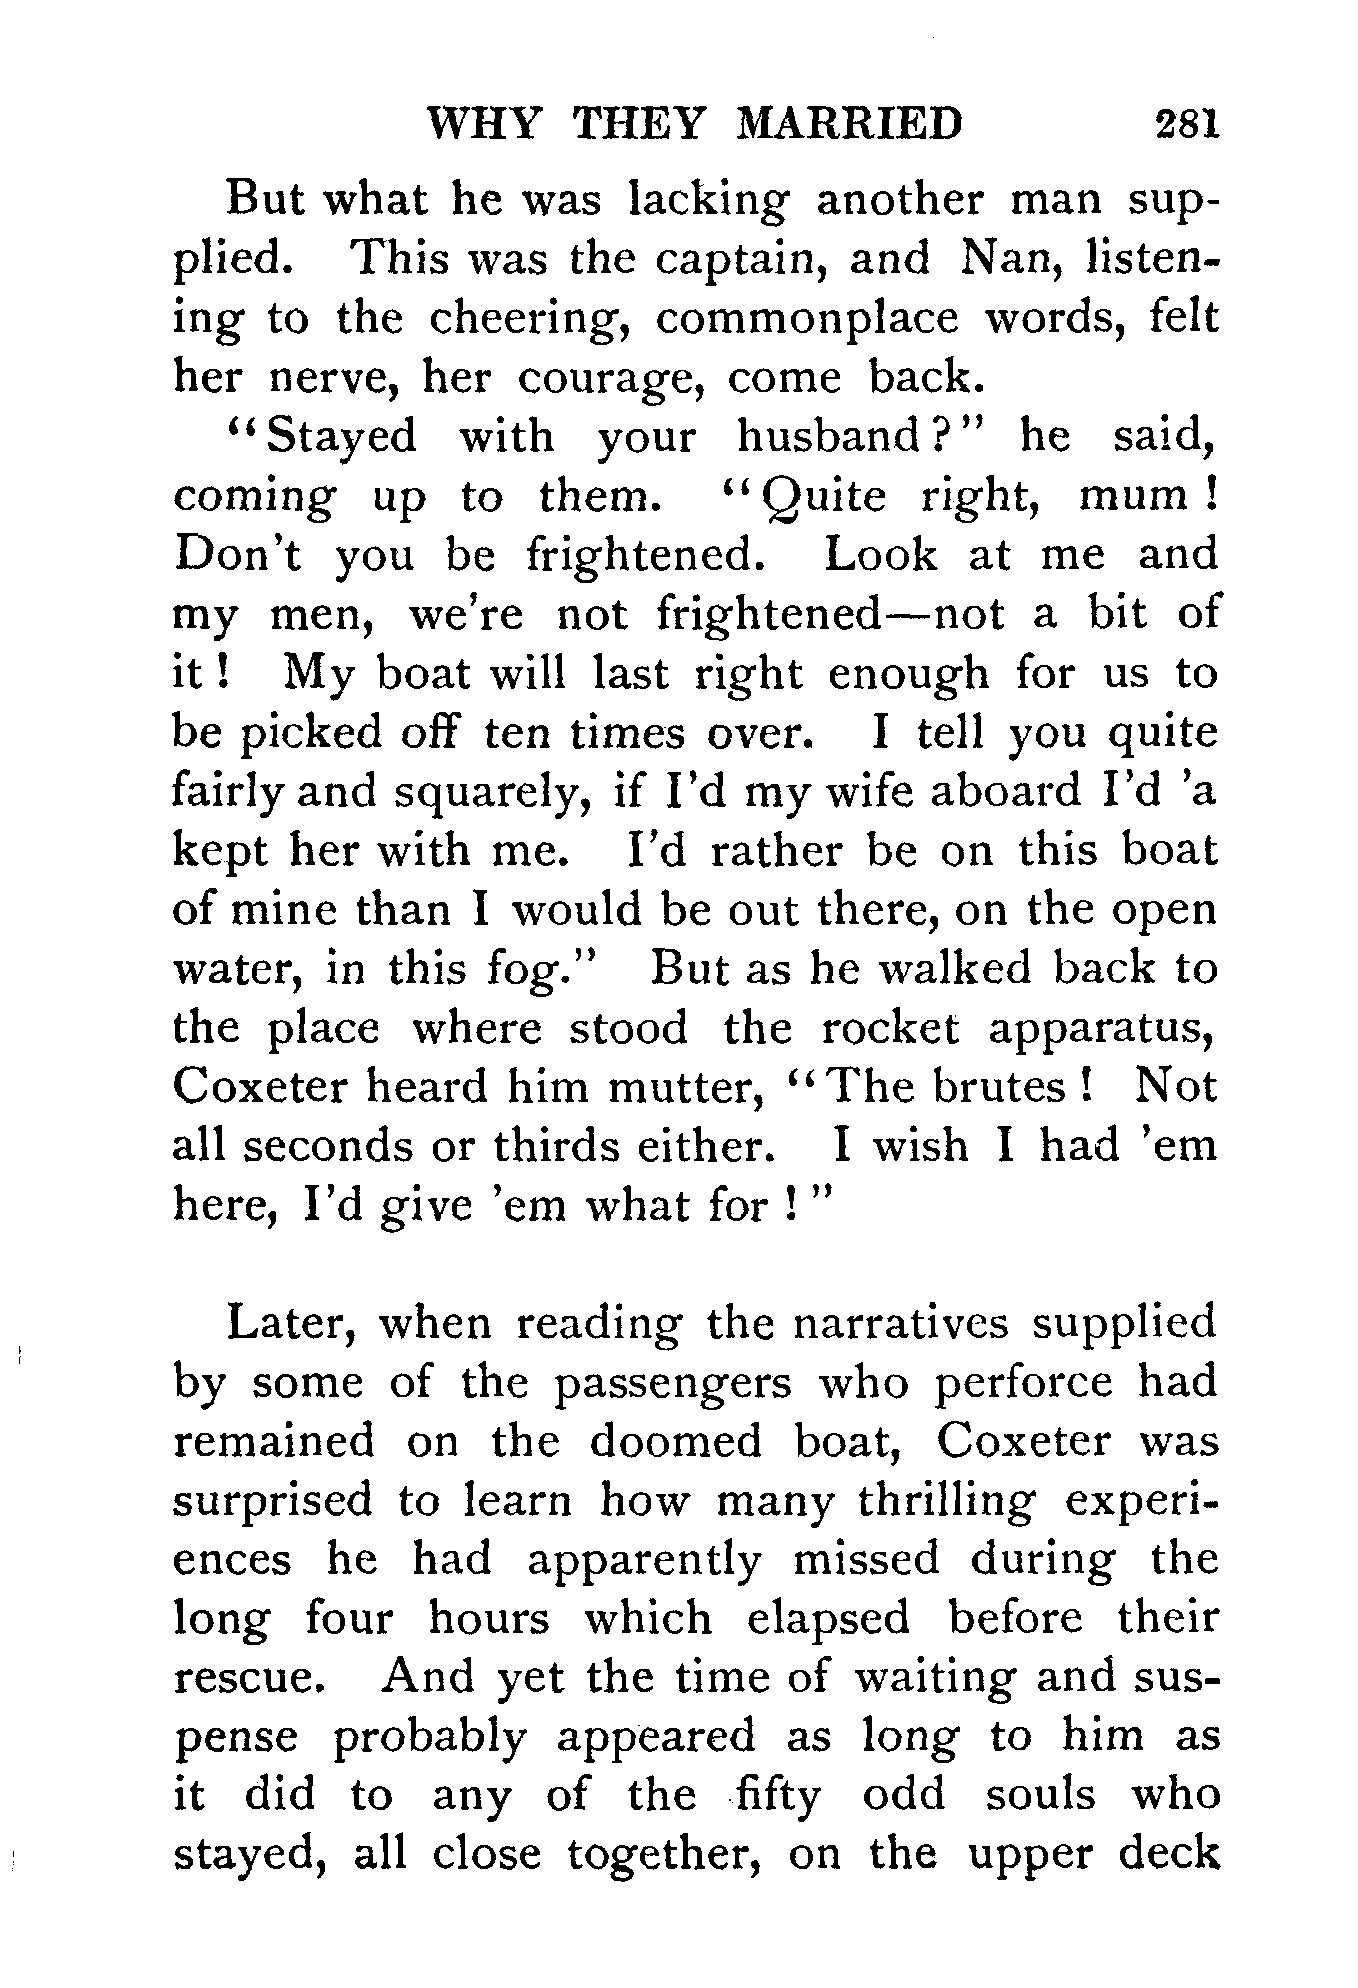 WHY THEY MARRIED 281
But what he was lacking another man sup-
plied. This was the captain, and Nan, listen-
ing to the cheering, commonplace words, felt
her nerve, her courage, come back.
“Stayed with your husband?” he said,
coming up to them. “Quite right, mum!
Don't you be frightened. Look at me and
my men, we're not frightened—not a bit of
it! My boat will last right enough for us to
be picked off ten times over. I tell you quite
fairly and squarely, if I'd my wife aboard I'd 'a
kept her with me. I'd rather be on this boat
of mine than I would be out there, on the open
water, in this fog.” But as he walked back to
the place where stood the rocket apparatus,
Coxeter heard him mutter, “The brutes! Not
all seconds or thirds either. I wish I had 'em
here, I'd give 'em what for!”
Later, when reading the narratives supplied
by some of the passengers who perforce had
remained on the doomed boat, Coxeter was
surprised to learn how many thrilling experi-
ences he had apparently missed during the
long four hours which elapsed before their
rescue. And yet the time of waiting and sus-
pense probably appeared as long to him as
it did to any of the fifty odd souls who
stayed, all close together, on the upper deck